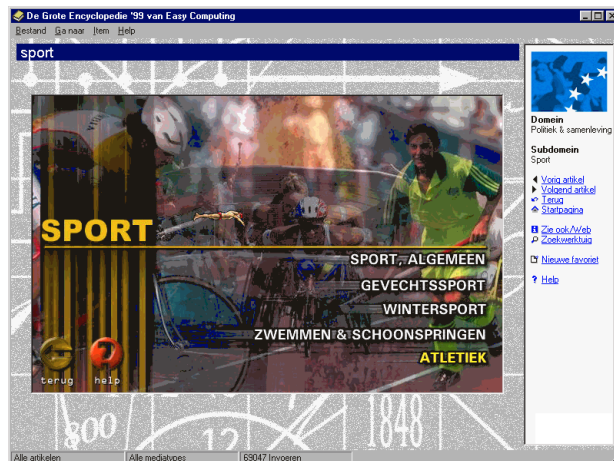 De Grote Encyclopedie '99 van Easy Computing
Bestand Ga naar Item Help
sport
SPORT
SPORT, ALGEMEEN
GEVECHTSSPORT
WINTERSPORT
ZWEMMEN & SCHOONSPRINGEN
ATLETIEK
terug help
800
12
1848
Domein
Politiek & samenleving
Subdomein
Sport
Vorig artikel
Volgend artikel
Terug
Startpagina
Zie ook/Web
Zoekwerktuig
Nieuwe favoriet
? Help
Alle artikelen Alle mediatypes 69047 Invoeren